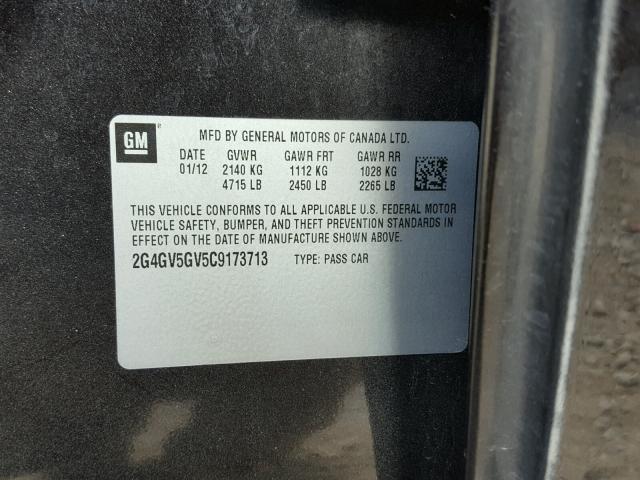 GM
MFD BY GENERAL MOTORS OF CANADA LTD.
DATE GVWR GAWR FRT GAWR RR
01/12 2140 KG 1112 KG 1028 KG
4715 LB 2450 LB 2265 LB
THIS VEHICLE CONFORMS TO ALL APPLICABLE U.S. FEDERAL MOTOR
VEHICLE SAFETY, BUMPER, AND THEFT PREVENTION STANDARDS IN
EFFECT ON THE DATE OF MANUFACTURE SHOWN ABOVE.
2G4GV5GV5C9173713 TYPE: PASS CAR